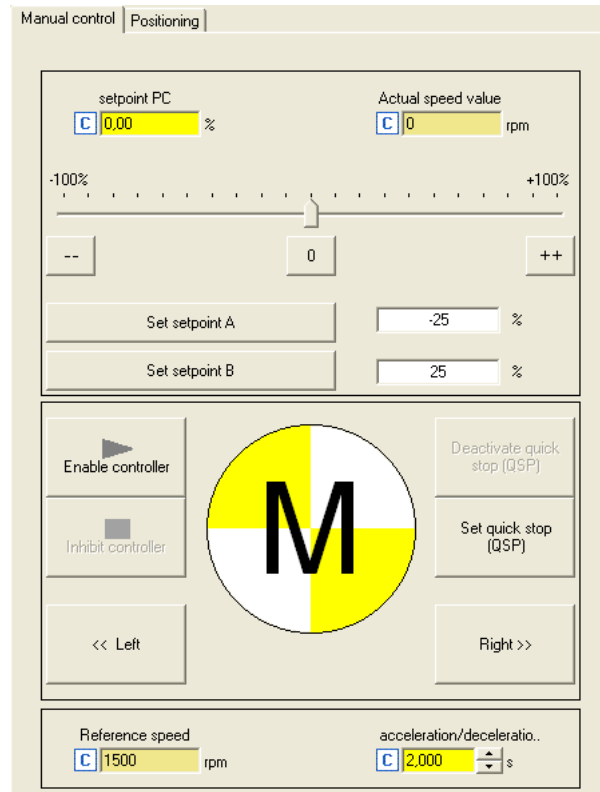 Manual control Positioning
setpoint PC Actual speed value
C 0,00 % C 0 rpm
-100% +100%
-- 0 ++
Set setpoint A -25 %
Set setpoint B 25 %
Enable controller
Deactivate quick
stop (QSP)
M
Inhibit controller
Set quick stop
(QSP)
<< Left Right >>
Reference speed acceleration/deceleratio..
C 1500 rpm C 2,000 s